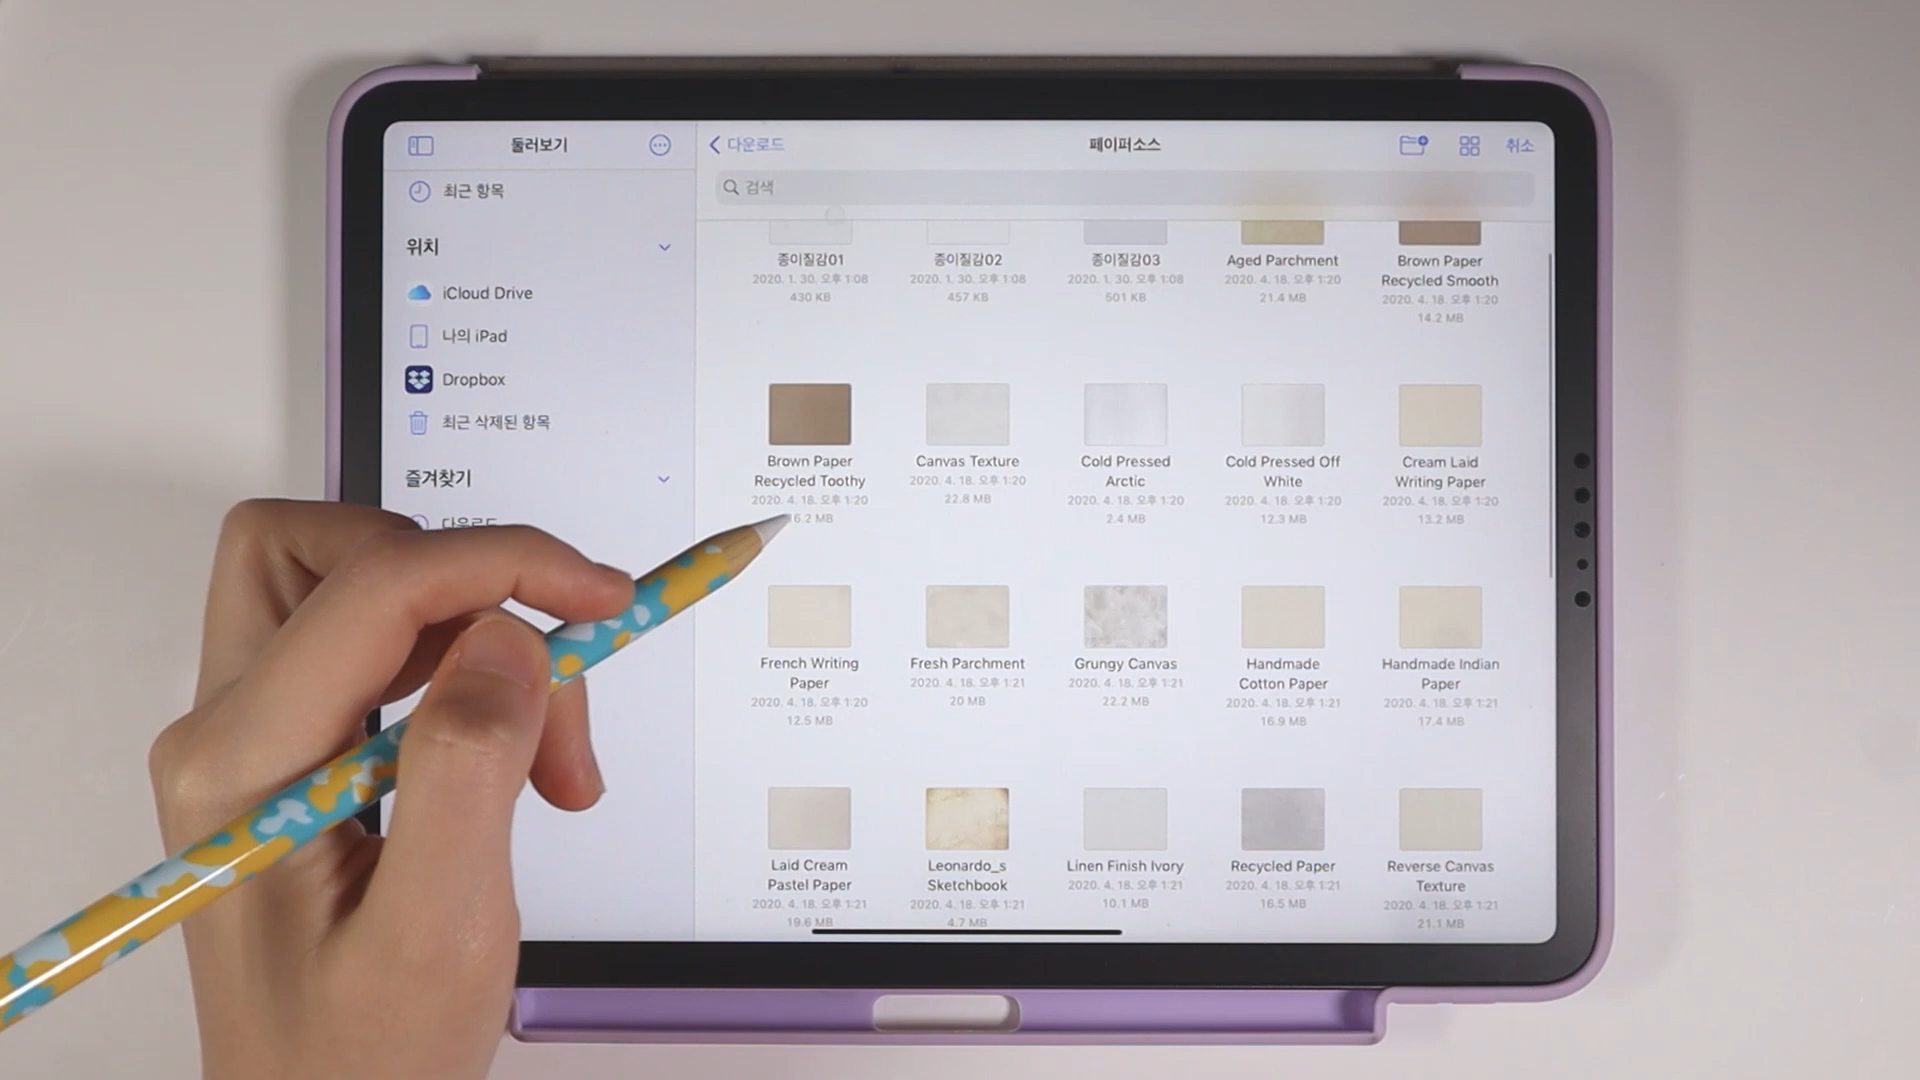 둘러보기
최근 항목
위치
iCloud Drive
나의 iPad
Dropbox
최근 삭제된 항목
즐겨찾기
다운로드
다운로드
페이퍼소스
취소
검색
종이질감01
2020. 1. 30. 오후 1:08
430 KB
종이질감02
2020. 1. 30. 오후 1:08
457 KB
종이질감03
2020. 1. 30. 오후 1:08
501 KB
Aged Parchment
2020. 4. 18. 오후 1:20
21.4 MB
Brown Paper
Recycled Smooth
2020. 4. 18. 오후 1:20
14.2 MB
Brown Paper
Recycled Toothy
2020. 4. 18. 오후 1:20
6.2 MB
Canvas Texture
2020. 4. 18. 오후 1:20
22.8 MB
Cold Pressed
Arctic
2020. 4. 18. 오후 1:20
2.4 MB
Cold Pressed Off
White
2020. 4. 18. 오후 1:20
12.3 MB
Cream Laid
Writing Paper
2020. 4. 18. 오후 1:20
13.2 MB
French Writing
Paper
2020. 4. 18. 오후 1:20
12.5 MB
Fresh Parchment
2020. 4. 18. 오후 1:21
20 MB
Grungy Canvas
2020. 4. 18. 오후 1:21
22.2 MB
Handmade
Cotton Paper
2020. 4. 18. 오후 1:21
16.9 MB
Handmade Indian
Paper
2020. 4. 18. 오후 1:21
17.4 MB
Laid Cream
Pastel Paper
2020. 4. 18. 오후 1:21
19.6 MB
Leonardo_s
Sketchbook
2020. 4. 18. 오후 1:21
4.7 MB
Linen Finish Ivory
2020. 4. 18. 오후 1:21
10.1 MB
Recycled Paper
2020. 4. 18. 오후 1:21
16.5 MB
Reverse Canvas
Texture
2020. 4. 18. 오후 1:21
21.1 MB